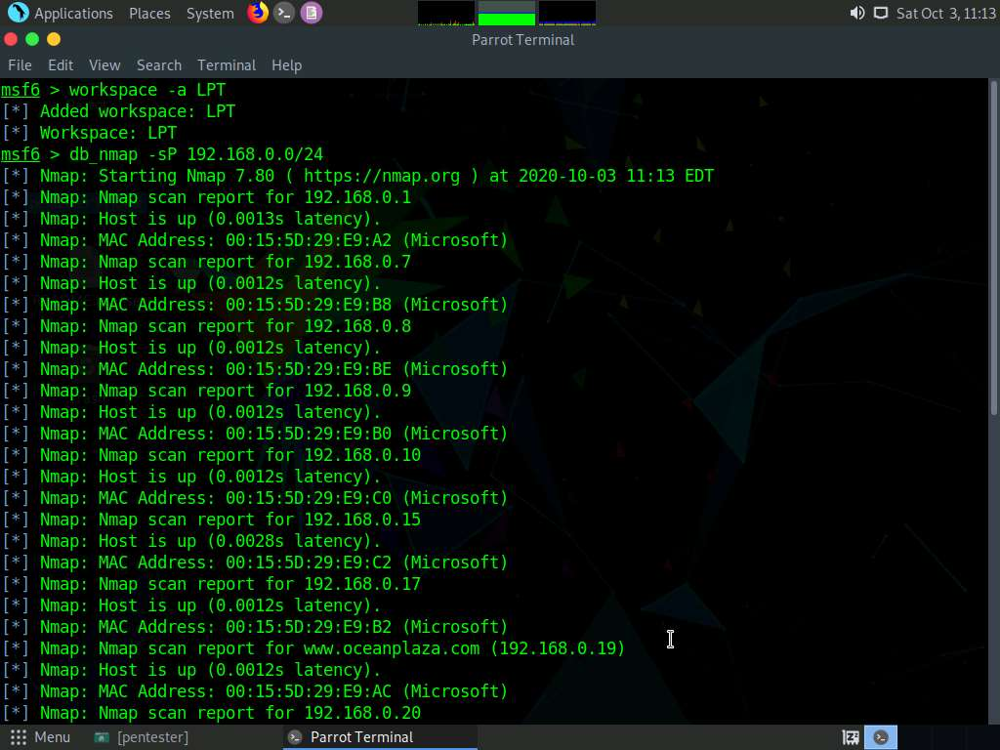 Applications Places System Sat Oct 3, 11:13
Parrot Terminal
File Edit View Search Terminal Help
msf6 > workspace -a LPT
[*] Added workspace: LPT
[*] Workspace: LPT
msf6 > db_nmap -sP 192.168.0.0/24
[*] Nmap: Starting Nmap 7.80 ( https://nmap.org ) at 2020-10-03 11:13 EDT
[*] Nmap: Nmap scan report for 192.168.0.1
[*] Nmap: Host is up (0.0013s latency).
[*] Nmap: MAC Address: 00:15:5D:29:E9:A2 (Microsoft)
[*] Nmap: Nmap scan report for 192.168.0.7
[*] Nmap: Host is up (0.0012s latency).
[*] Nmap: MAC Address: 00:15:5D:29:E9:B8 (Microsoft)
[*] Nmap: Nmap scan report for 192.168.0.8
[*] Nmap: Host is up (0.0012s latency).
[*] Nmap: MAC Address: 00:15:5D:29:E9:BE (Microsoft)
[*] Nmap: Nmap scan report for 192.168.0.9
[*] Nmap: Host is up (0.0012s latency).
[*] Nmap: MAC Address: 00:15:5D:29:E9:B0 (Microsoft)
[*] Nmap: Nmap scan report for 192.168.0.10
[*] Nmap: Host is up (0.0012s latency).
[*] Nmap: MAC Address: 00:15:5D:29:E9:C0 (Microsoft)
[*] Nmap: Nmap scan report for 192.168.0.15
[*] Nmap: Host is up (0.0028s latency).
[*] Nmap: MAC Address: 00:15:5D:29:E9:C2 (Microsoft)
[*] Nmap: Nmap scan report for 192.168.0.17
[*] Nmap: Host is up (0.0012s latency).
[*] Nmap: MAC Address: 00:15:5D:29:E9:B2 (Microsoft)
[*] Nmap: Nmap scan report for www.oceanplaza.com (192.168.0.19)
[*] Nmap: Host is up (0.0012s latency).
[*] Nmap: MAC Address: 00:15:5D:29:E9:AC (Microsoft)
[*] Nmap: Nmap scan report for 192.168.0.20
Menu [pentester] Parrot Terminal